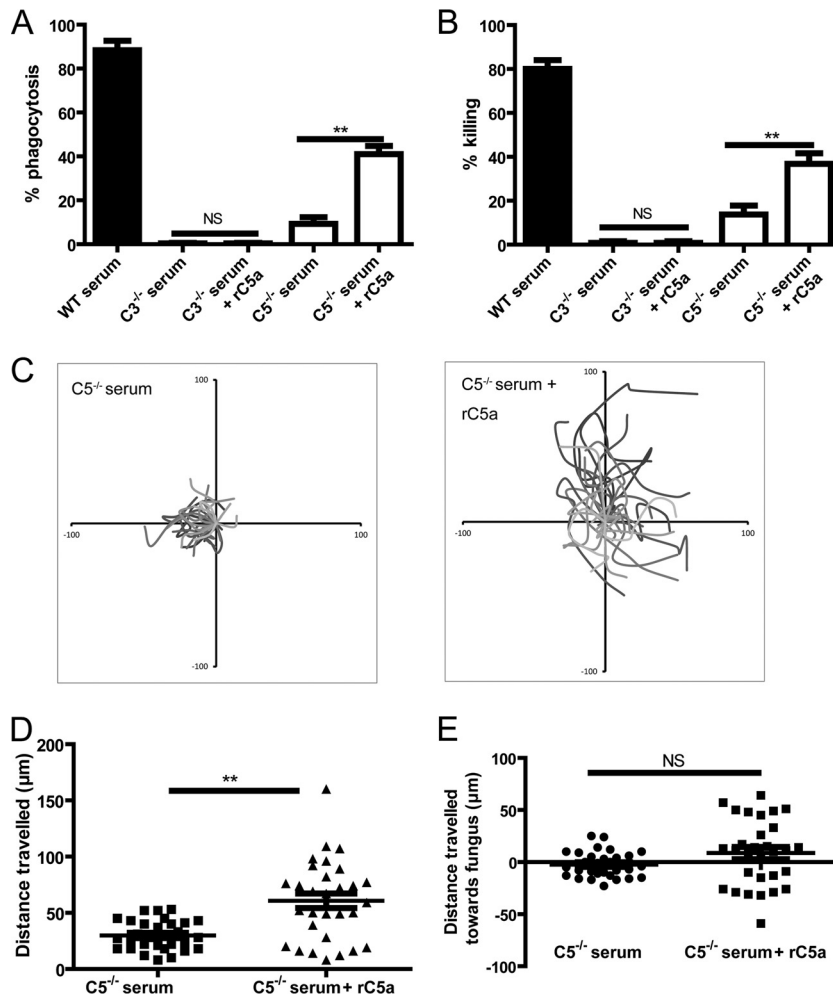 A
% phagocytosis
100
80
60
40
20
0
NS
**
WT serum
C3-/- serum
C3-/- serum
+ rC5a
C5-/- serum
C5-/- serum
+ rC5a
B
% killing
100
80
60
40
20
0
NS
**
WT serum
C3-/- serum
C3-/- serum
+ rC5a
C5-/- serum
C5-/- serum
+ rC5a
C
C5-/- serum
100
-100
100
-100
C5-/- serum +
rC5a
100
-100
100
-100
D
Distance travelled (µm)
200
150
100
50
0
**
C5-/- serum
C5-/- serum + rC5a
E
Distance travelled
towards fungus (µm)
100
50
0
-50
-100
NS
C5-/- serum
C5-/- serum + rC5a